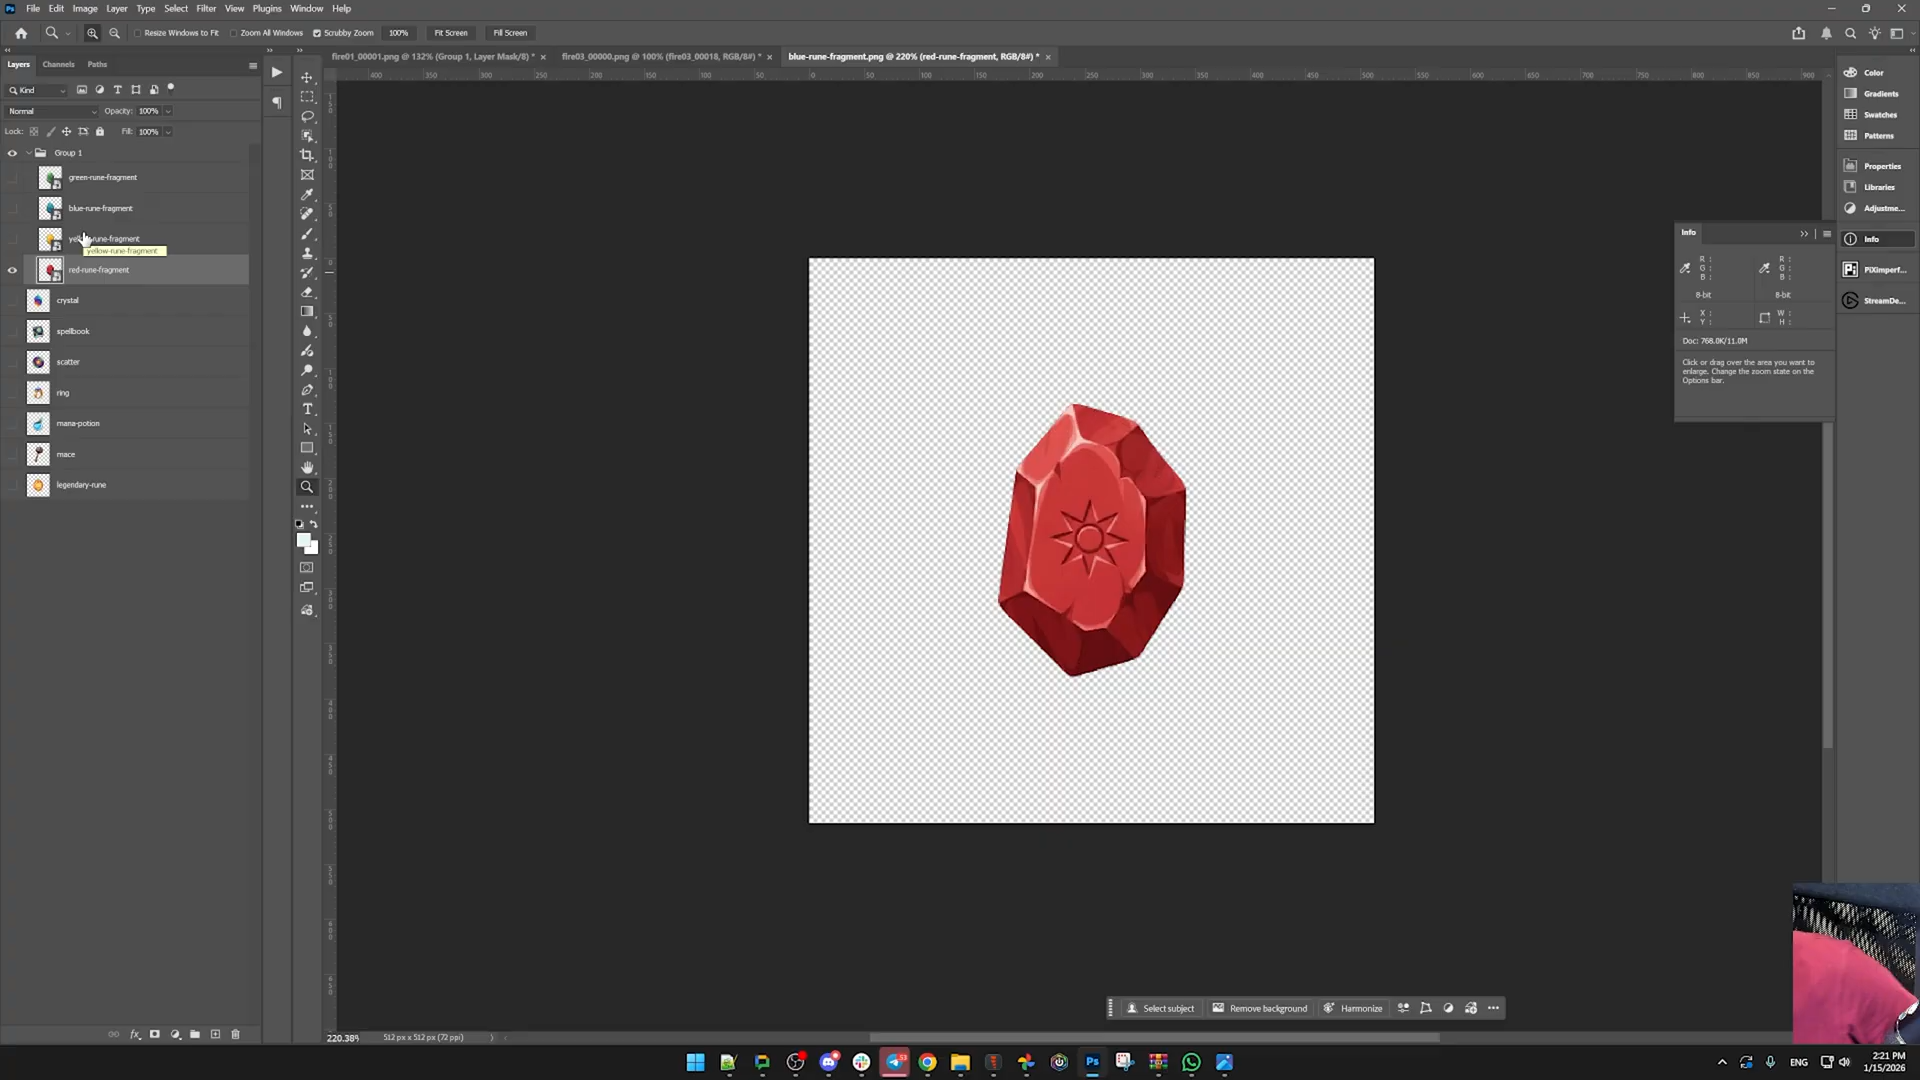 File Edit Image Layer Type Select Filter View Plugins Window Help
Resize Windows to Fit Zoom All Windows Scrubby Zoom 100% Fit Screen Fill Screen
fire01_00001.png @ 132% (Group 1, Layer Mask/8) * × fire03_00000.png @ 100% (fire03_00018, RGB/8#) * × blue-rune-fragment.png @ 220% (red-rune-fragment, RGB/8#) * ×
Layers Channels Paths
Kind
Normal Opacity: 100%
Lock: Fill: 100%
Group 1
green-rune-fragment
blue-rune-fragment
yellow-rune-fragment
red-rune-fragment
crystal
spellbook
scatter
ring
mana-potion
mace
legendary-rune
Color
Gradients
Swatches
Patterns
Properties
Libraries
Adjustme...
Info
PiXimperf...
StreamDe...
Info
R :
G :
B :
R :
G :
B :
8-bit 8-bit
X :
Y :
W :
H :
Doc: 768.0K/11.0M
Click or drag over the area you want to
enlarge. Change the zoom state on the
Options bar.
Select subject Remove background Harmonize
220.38% 512 px x 512 px (72 ppi)
ENG
2:21 PM
1/15/2026